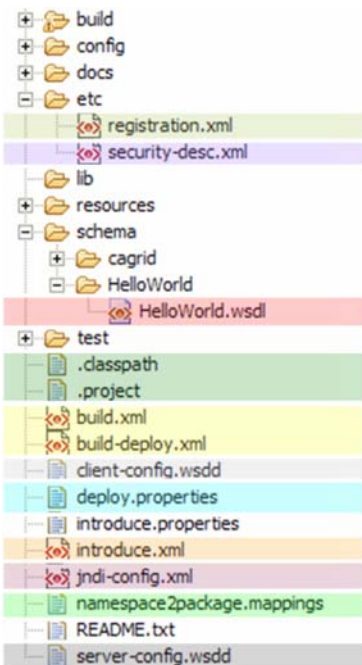 build
config
docs
etc
registration.xml
security-desc.xml
lib
resources
schema
cagrid
HelloWorld
HelloWorld.wsdl
test
.classpath
.project
build.xml
build-deploy.xml
client-config.wsdd
deploy.properties
introduce.properties
introduce.xml
jndi-config.xml
namespace2package.mappings
README.txt
server-config.wsdd